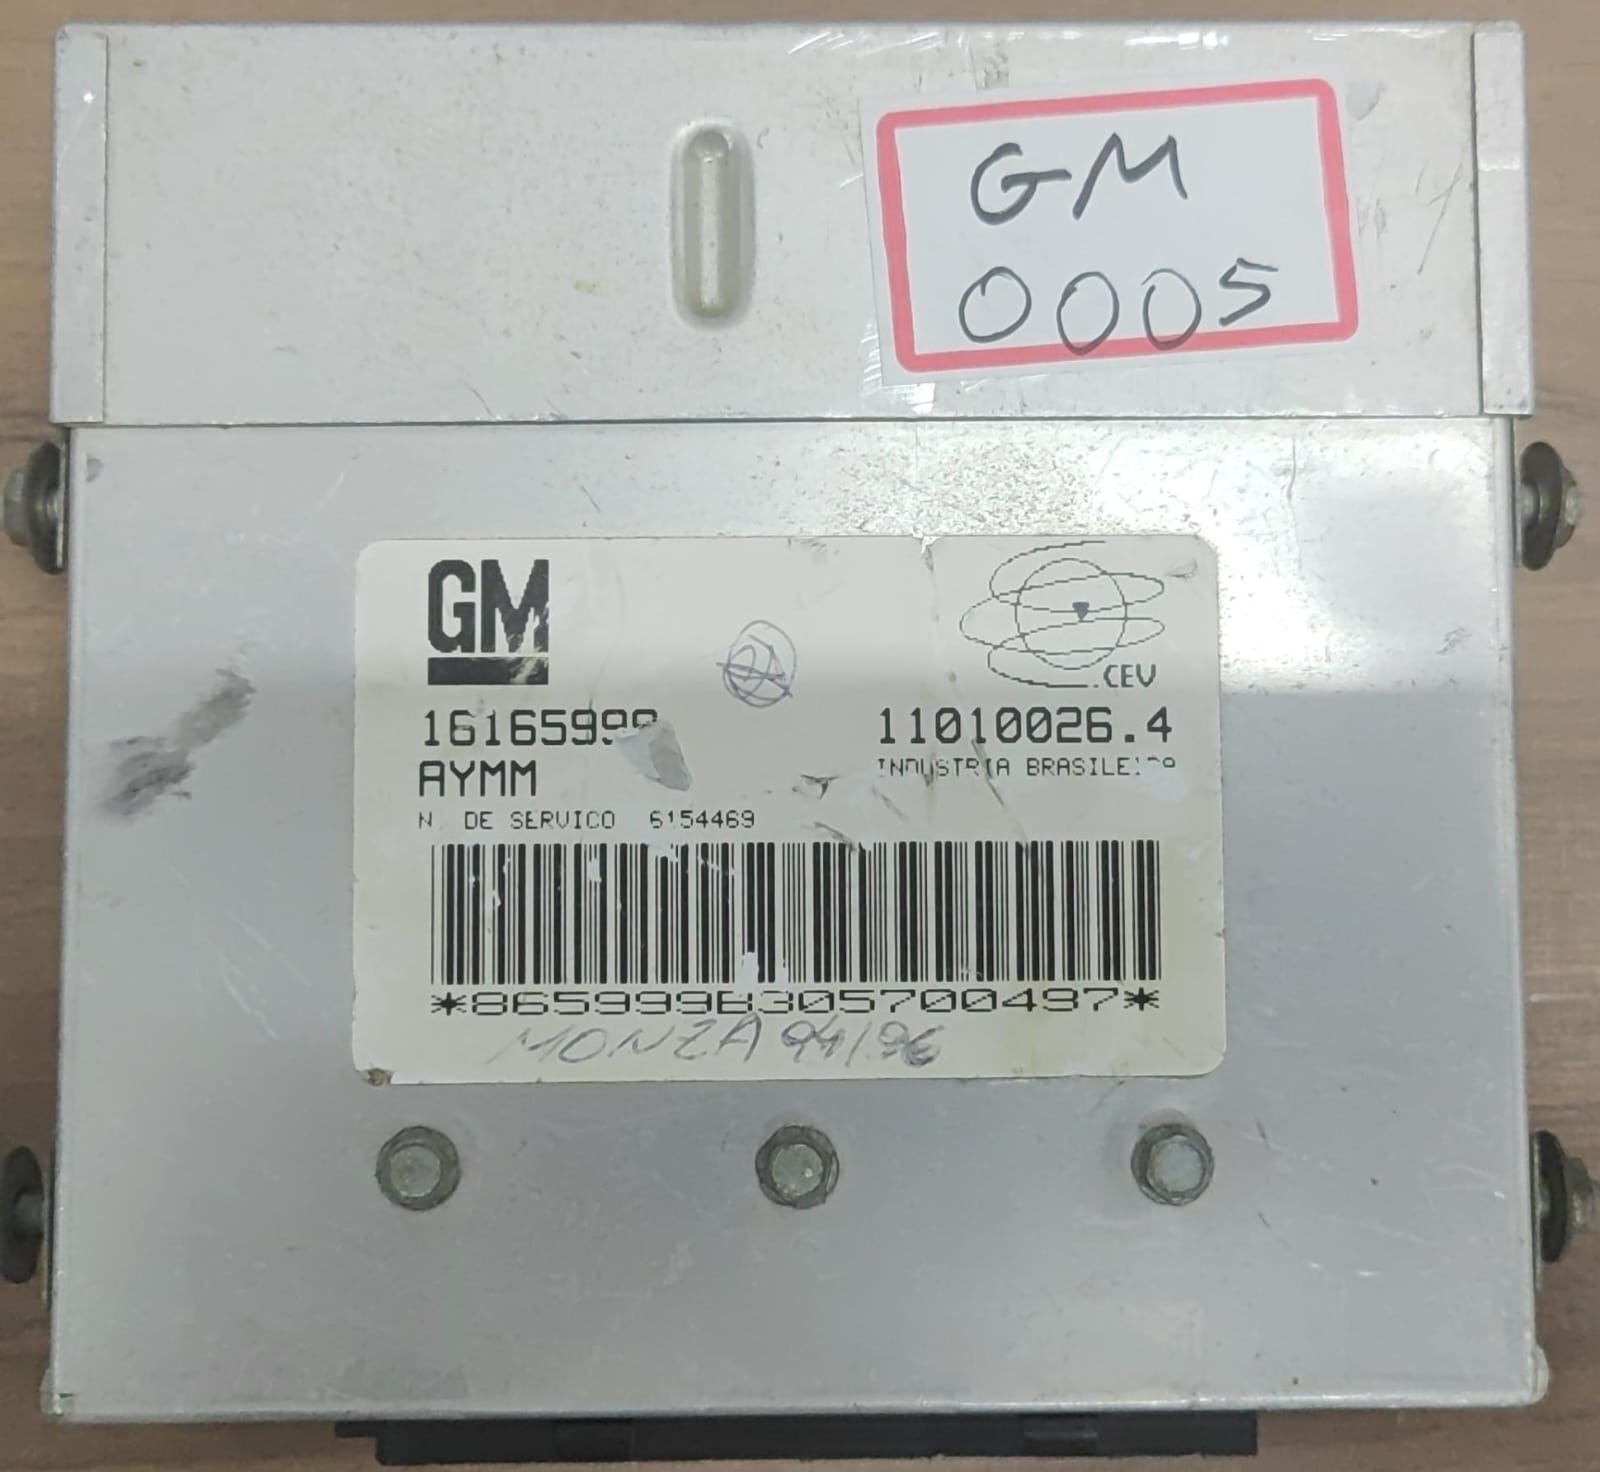 GM
0005
GM
CEV
16165999
11010026.4
AYMM
INDUSTRIA BRASILEIRA
N. DE SERVICO 6154469
*865999B305700497*
MONZA 94/96